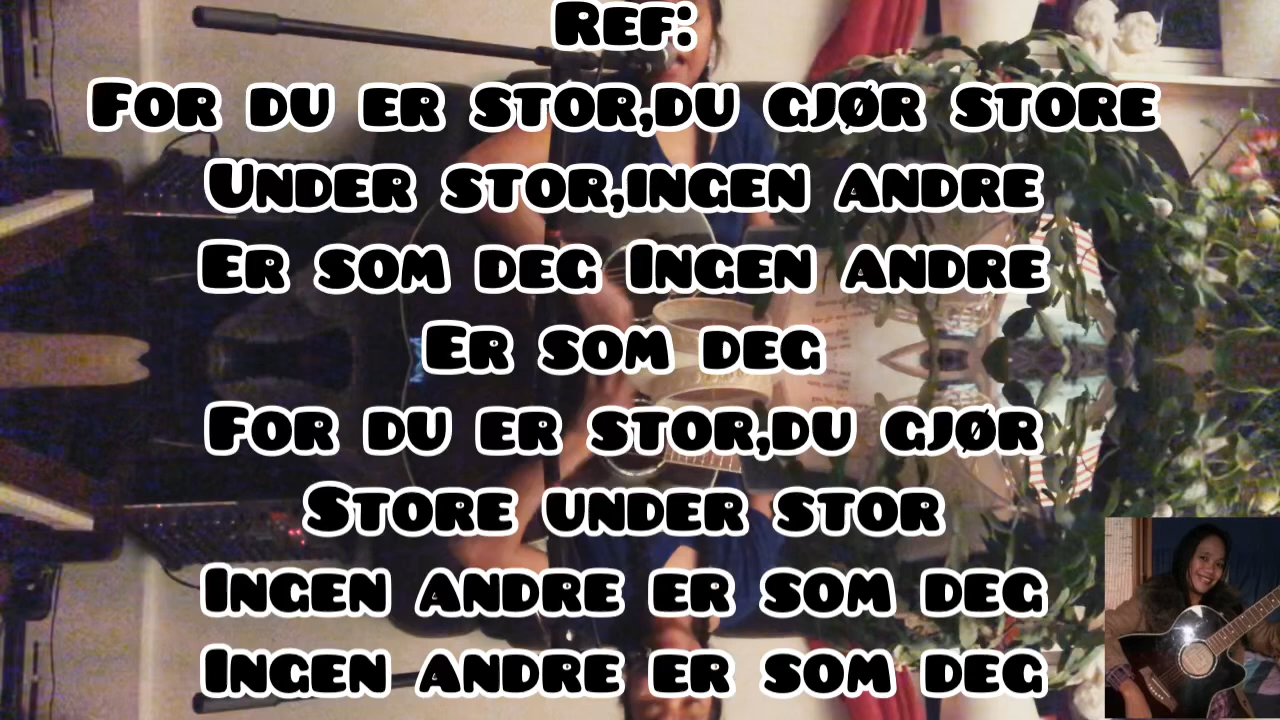 Ref:
For du er stor,du gjør store
Under stor,ingen andre
Er som deg Ingen andre
Er som deg
For du er stor,du gjør
Store under stor
Ingen andre er som deg
Ingen andre er som deg